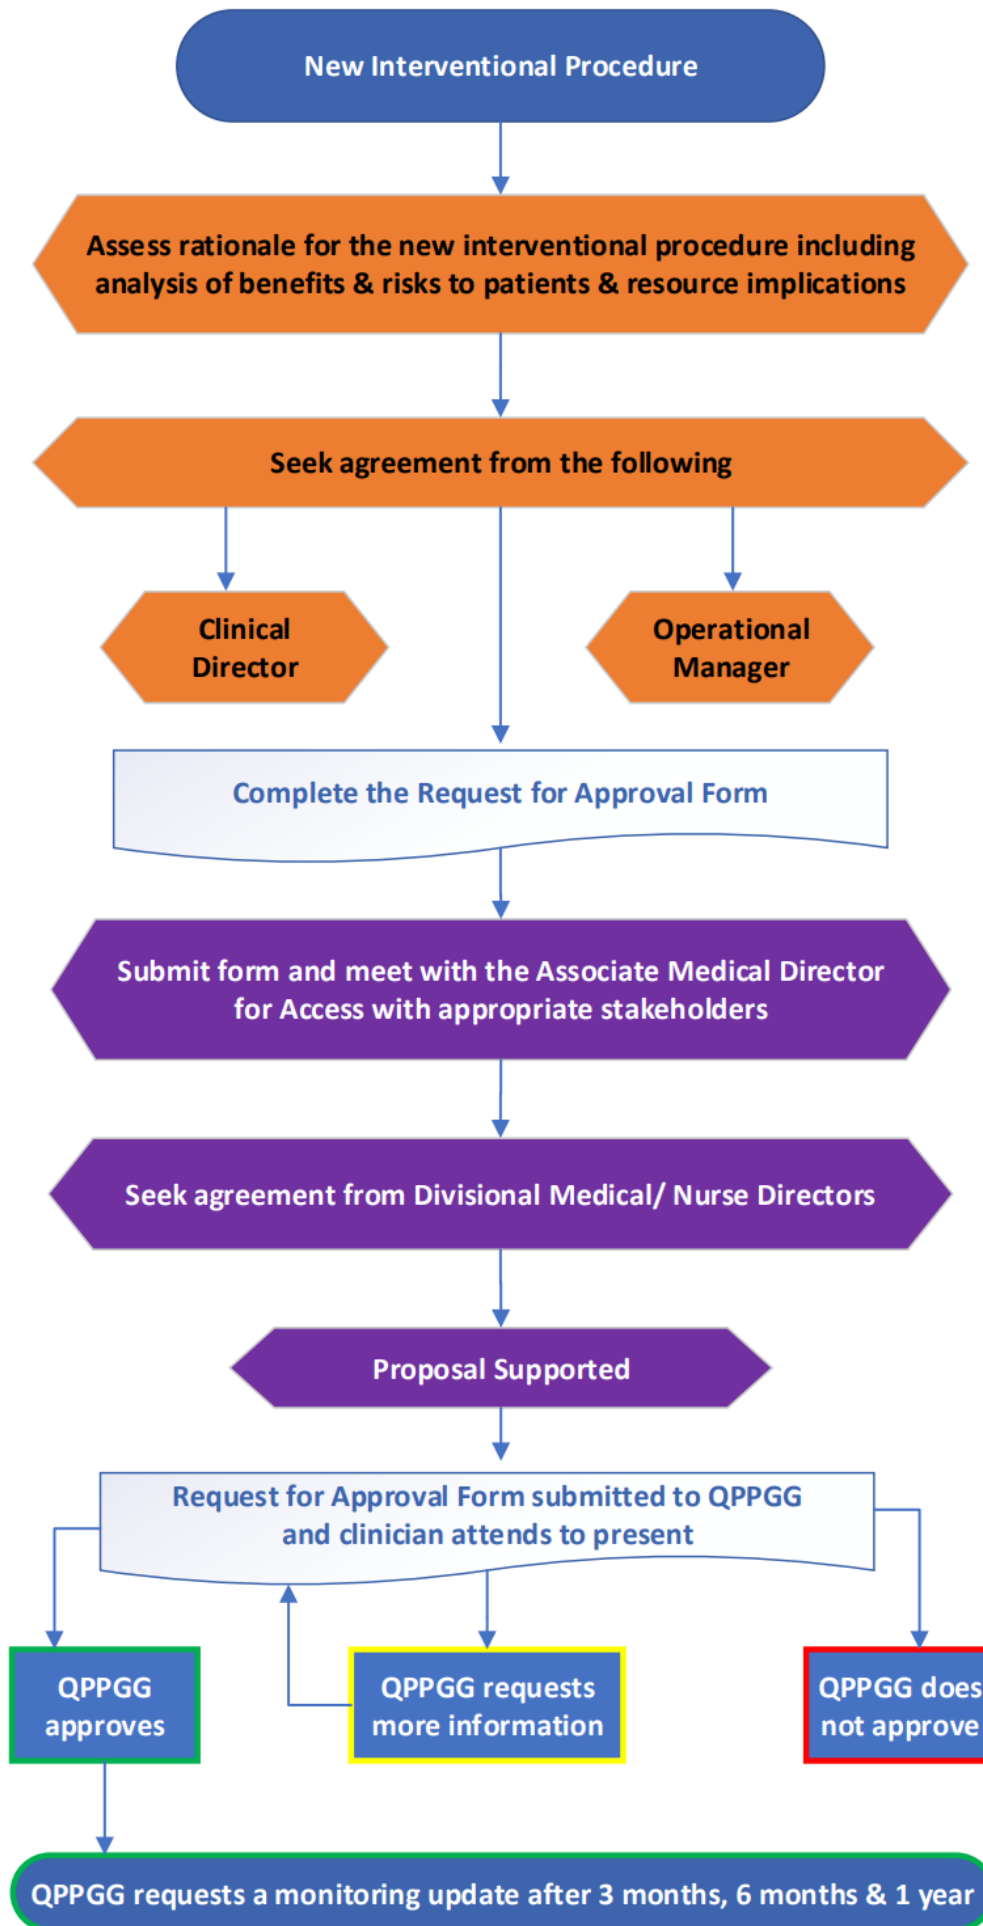 New Interventional Procedure
Assess rationale for the new interventional procedure including
analysis of benefits & risks to patients & resource implications
Seek agreement from the following
Clinical
Director
Operational
Manager
Complete the Request for Approval Form
Submit form and meet with the Associate Medical Director
for Access with appropriate stakeholders
Seek agreement from Divisional Medical/ Nurse Directors
Proposal Supported
Request for Approval Form submitted to QPPGG
and clinician attends to present
QPPGG
approves
QPPGG requests
more information
QPPGG does
not approve
QPPGG requests a monitoring update after 3 months, 6 months & 1 year